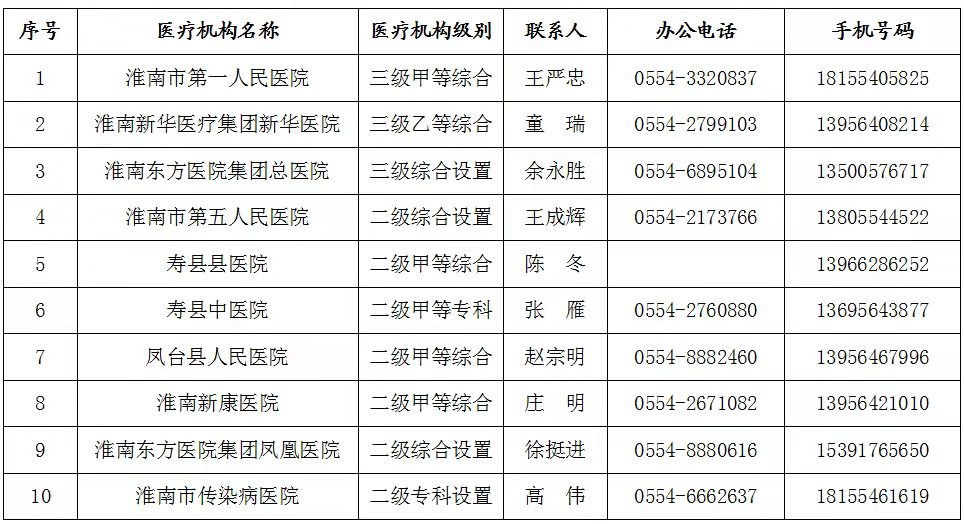 序号 医疗机构名称 医疗机构级别 联系人 办公电话 手机号码
1 淮南市第一人民医院 三级甲等综合 王严忠 0554-3320837 18155405825
2 淮南新华医疗集团新华医院 三级乙等综合 童 瑞 0554-2799103 13956408214
3 淮南东方医院集团总医院 三级综合设置 余永胜 0554-6895104 13500576717
4 淮南市第五人民医院 二级综合设置 王成辉 0554-2173766 13805544522
5 寿县县医院 二级甲等综合 陈 冬 13966286252
6 寿县中医院 二级甲等专科 张 雁 0554-2760880 13695643877
7 凤台县人民医院 二级甲等综合 赵宗明 0554-8882460 13956467996
8 淮南新康医院 二级甲等综合 庄 明 0554-2671082 13956421010
9 淮南东方医院集团凤凰医院 二级综合设置 徐挺进 0554-8880616 15391765650
10 淮南市传染病医院 二级专科设置 高 伟 0554-6662637 18155461619